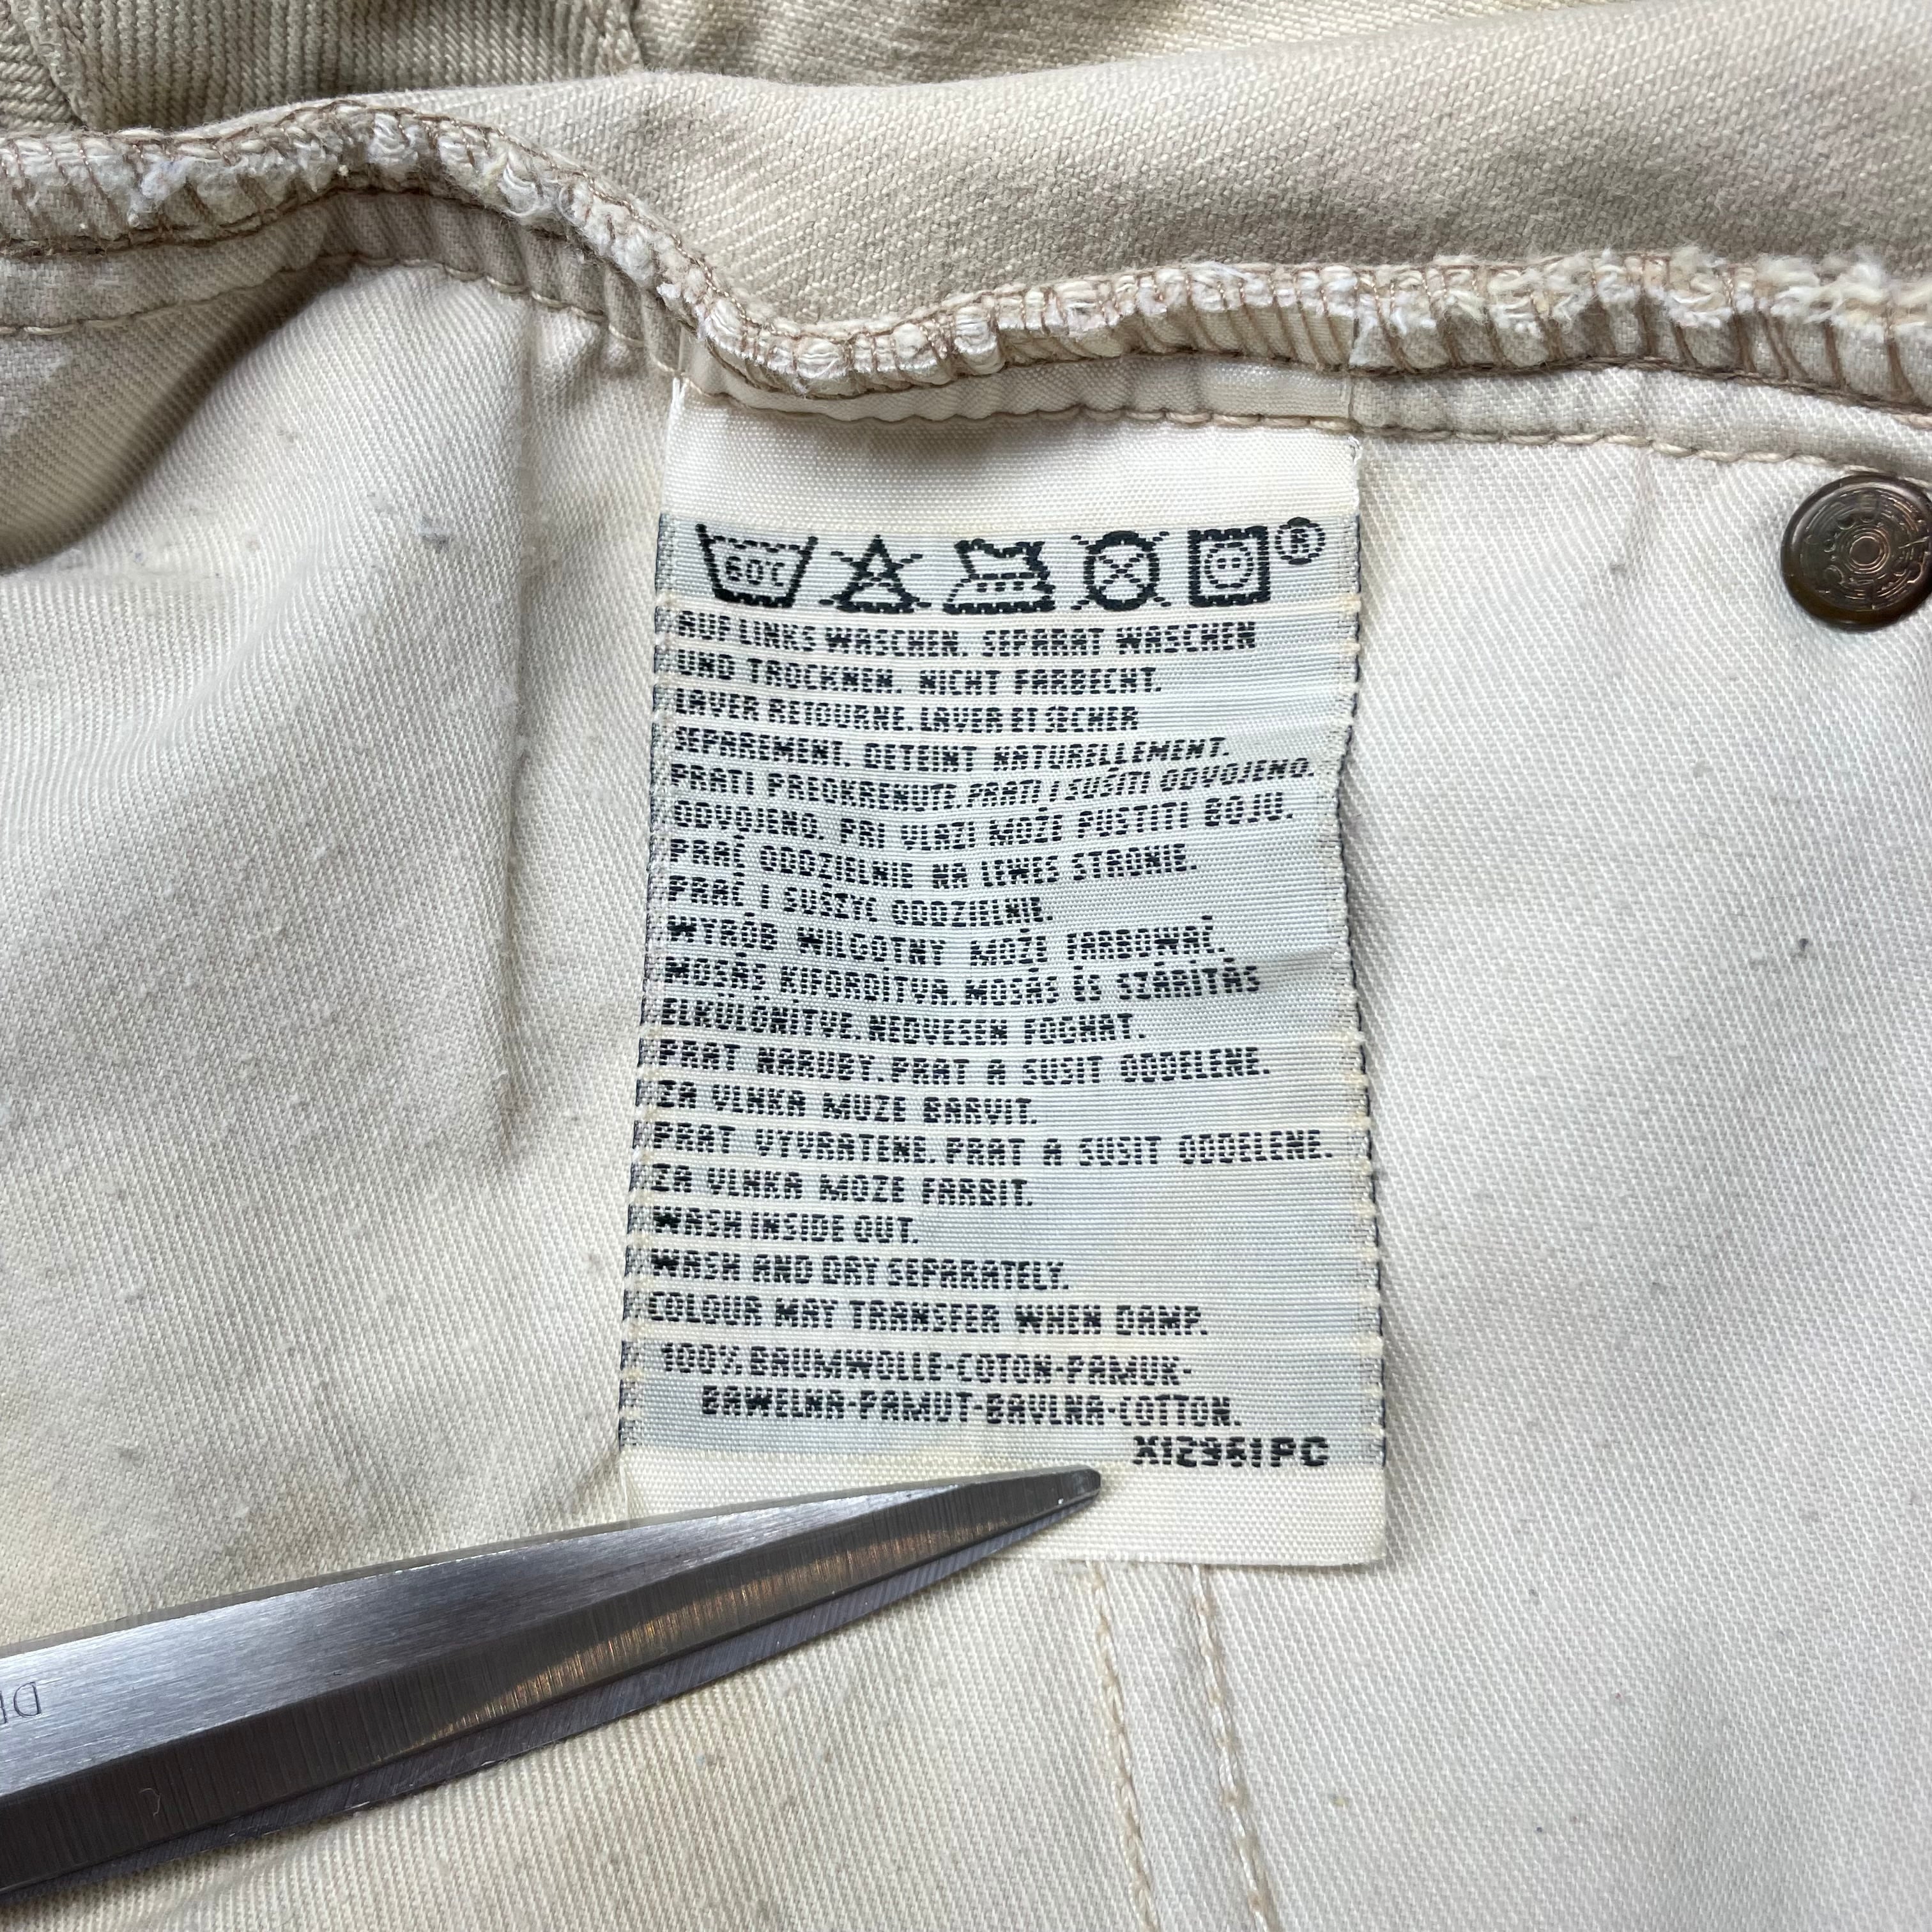 60°C
®
AUF LINKS WASCHEN. SEPARAT WASCHEN
UND TROCKNEN. NICHT FARBECHT.
LAVER RETOURNE. LAVER ET SECHER
SEPAREMENT. DETEINT NATURELLEMENT.
PRATI PREOKRENUTE. PRATI I SUŠITI ODVOJENO.
ODVOJENO. PRI VLAZI MOŽE PUSTITI BOJU.
PRAĆ ODDZIELNIE NA LEWES STRONIE.
PRAĆ I SUŚZYC ODDZIELNIE.
WYRÓB WILGOTNY MOŻE FARBOWAĆ.
MOSÁS KIFORDÍTVA. MOSÁS ÉS SZÁRITÁS
ELKÜLÖNITVE. NEDVESEN FOGHAT.
PRAT NARUBY. PRAT A SUSIT ODDELENE.
ZA VLHKA MUZE BARVIT.
PRAT VYVRATENE. PRAT A SUSIT ODDELENE.
ZA VLHKA MOZE FARBIT.
WASH INSIDE OUT.
WASH AND DRY SEPARATELY.
COLOUR MAY TRANSFER WHEN DAMP.
100% BAUMWOLLE-COTON-PAMUK-
BAWELNA-PAMUT-BAVLNA-COTTON.
X12961PC